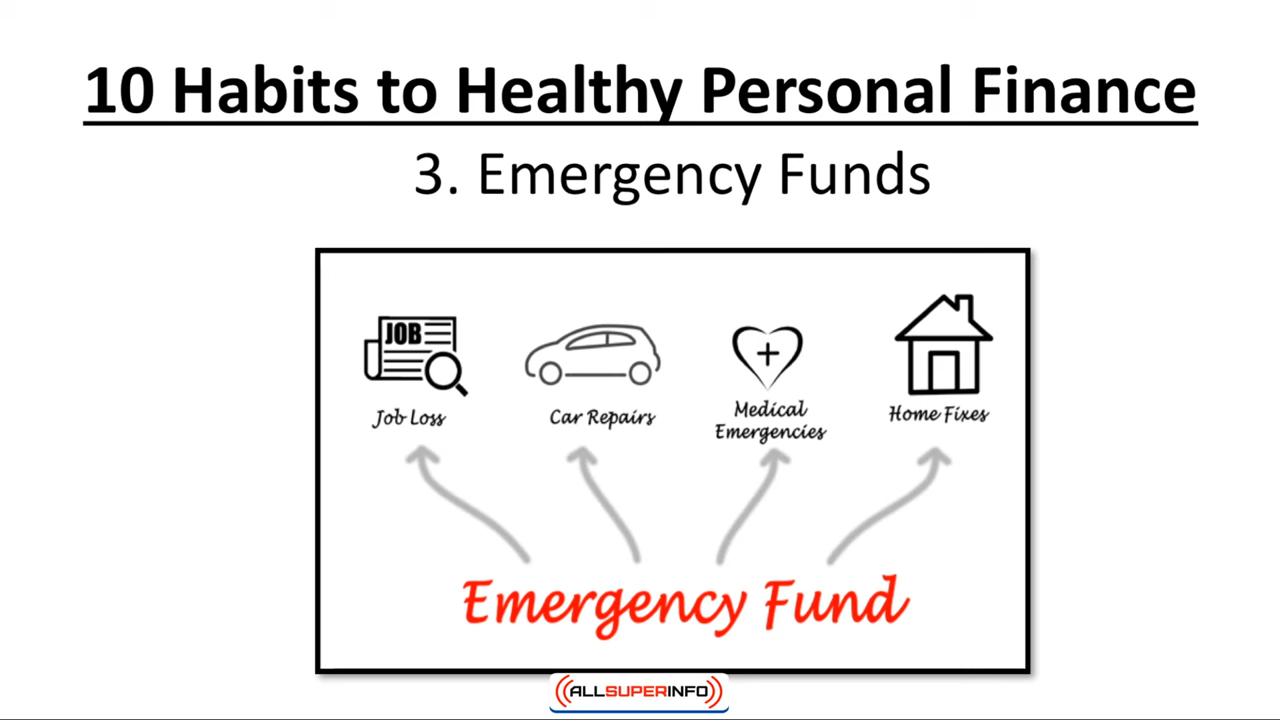 10 Habits to Healthy Personal Finance
3. Emergency Funds
JOB
Job Loss
Car Repairs
Medical
Emergencies
Home Fixes
Emergency Fund
ALLSUPERINFO